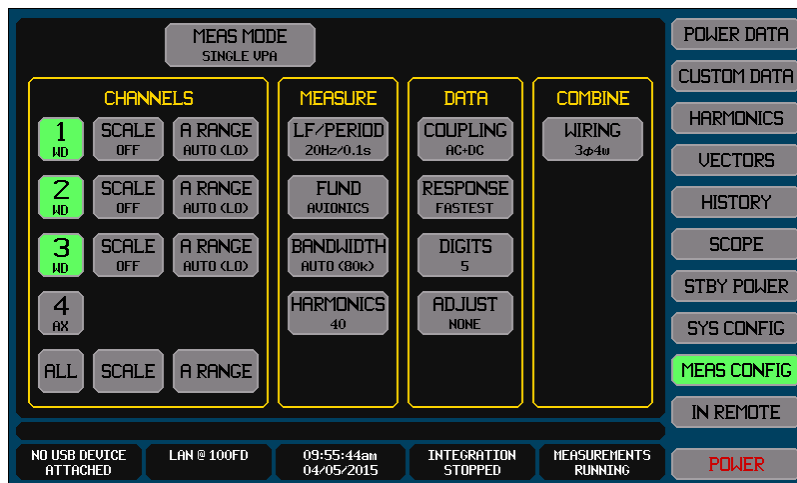 MEAS MODE
SINGLE VPA
CHANNELS
1
WD
SCALE
OFF
A RANGE
AUTO (LO)
2
WD
SCALE
OFF
A RANGE
AUTO (LO)
3
WD
SCALE
OFF
A RANGE
AUTO (LO)
4
AX
ALL
SCALE
A RANGE
MEASURE
LF/PERIOD
20Hz/0.1s
FUND
AVIONICS
BANDWIDTH
AUTO (80k)
HARMONICS
40
DATA
COUPLING
AC+DC
RESPONSE
FASTEST
DIGITS
5
ADJUST
NONE
COMBINE
WIRING
3ϕ4w
POWER DATA
CUSTOM DATA
HARMONICS
VECTORS
HISTORY
SCOPE
STBY POWER
SYS CONFIG
MEAS CONFIG
IN REMOTE
POWER
NO USB DEVICE
ATTACHED
LAN @ 100FD
09:55:44am
04/05/2015
INTEGRATION
STOPPED
MEASUREMENTS
RUNNING